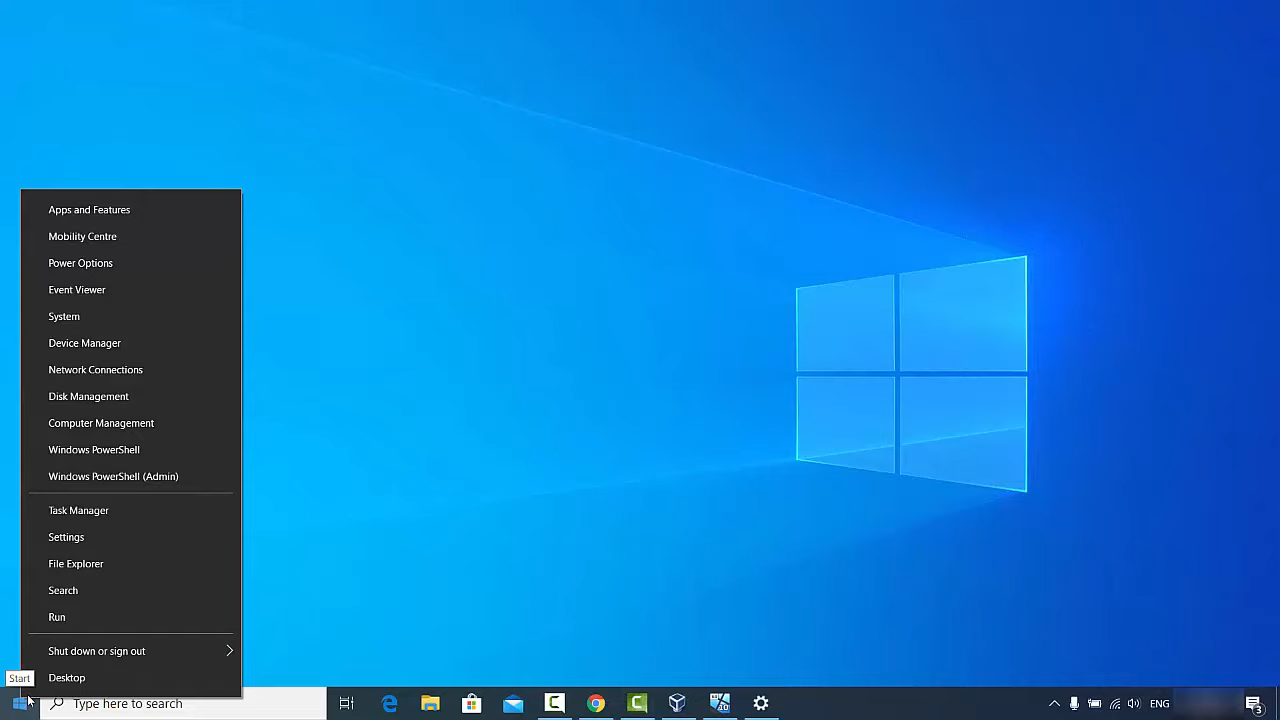 Apps and Features
Mobility Centre
Power Options
Event Viewer
System
Device Manager
Network Connections
Disk Management
Computer Management
Windows PowerShell
Windows PowerShell (Admin)
Task Manager
Settings
File Explorer
Search
Run
Shut down or sign out
Desktop
Start
Type here to search
ENG
3